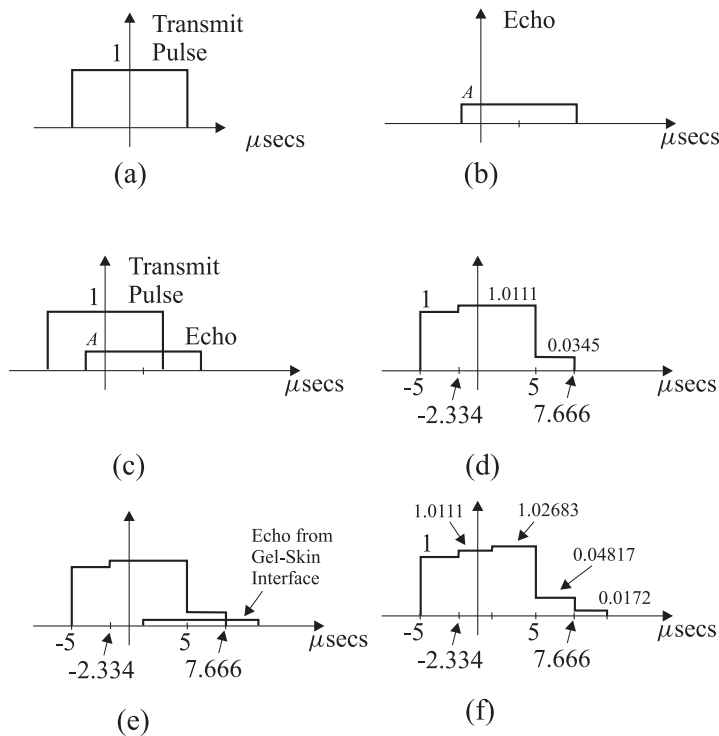 Transmit
Pulse
1
μsecs
(a)
Echo
A
μsecs
(b)
Transmit
Pulse
1
A
Echo
μsecs
(c)
1
1.0111
0.0345
-5
5
μsecs
-2.334
7.666
(d)
Echo from
Gel-Skin
Interface
-5
5
μsecs
-2.334
7.666
(e)
1.0111
1.02683
1
0.04817
0.0172
-5
5
μsecs
-2.334
7.666
(f)